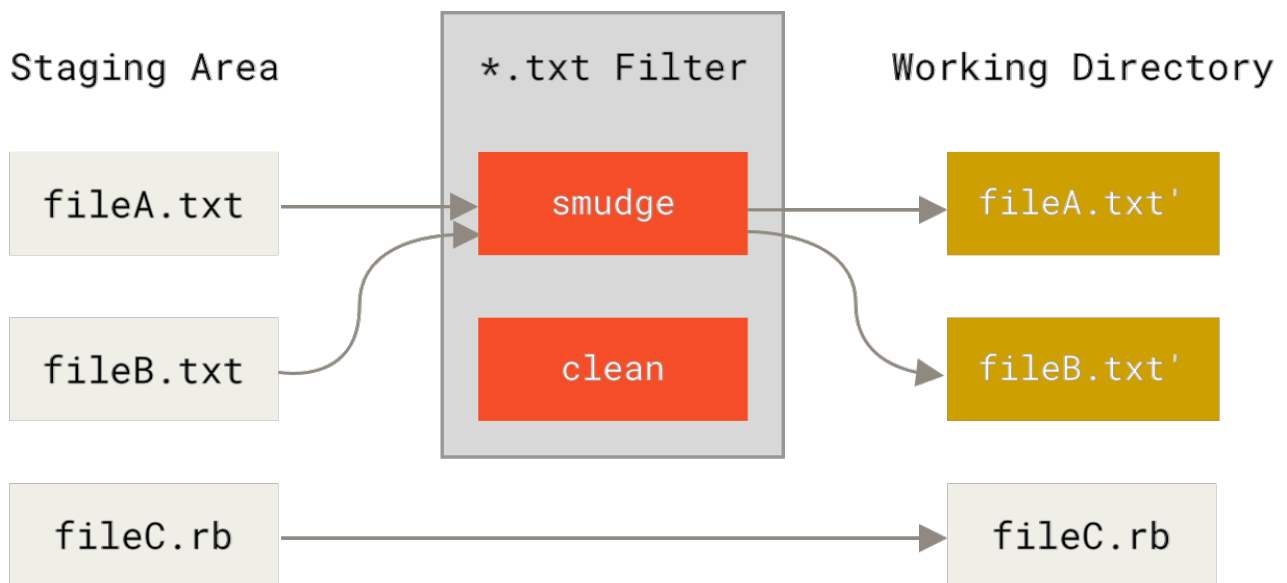 Staging Area
*.txt Filter
Working Directory
fileA.txt
smudge
fileA.txt'
fileB.txt
clean
fileB.txt'
fileC.rb
fileC.rb